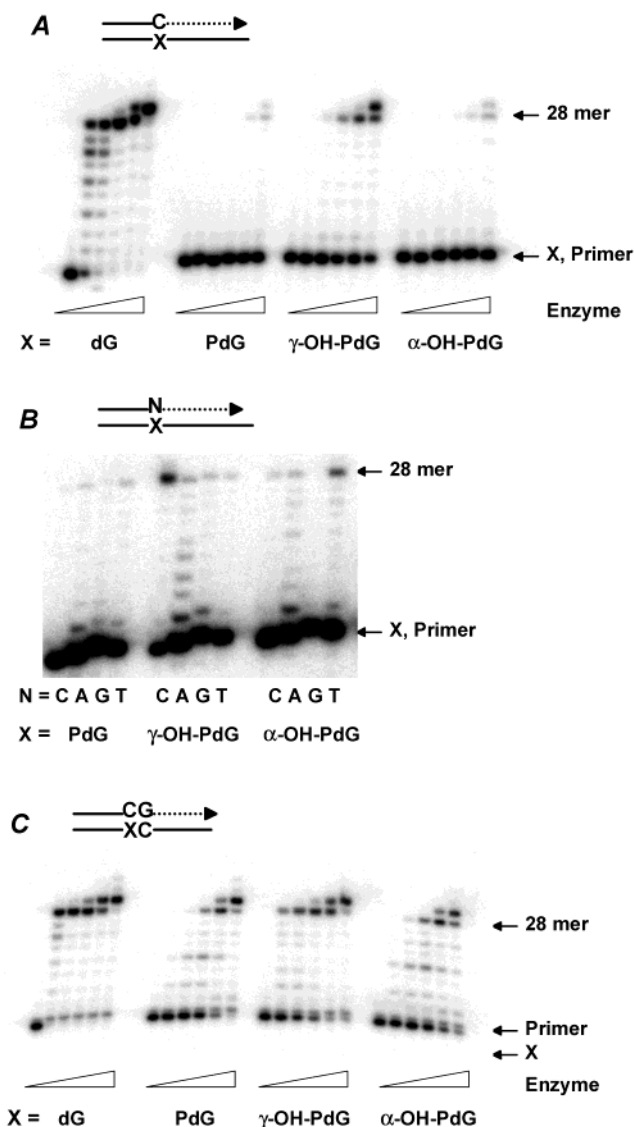 A
C
X
28 mer
X, Primer
Enzyme
X = dG PdG γ-OH-PdG α-OH-PdG
B
N
X
28 mer
X, Primer
N = C A G T C A G T C A G T
X = PdG γ-OH-PdG α-OH-PdG
C
CG
XC
28 mer
Primer
X
Enzyme
X = dG PdG γ-OH-PdG α-OH-PdG